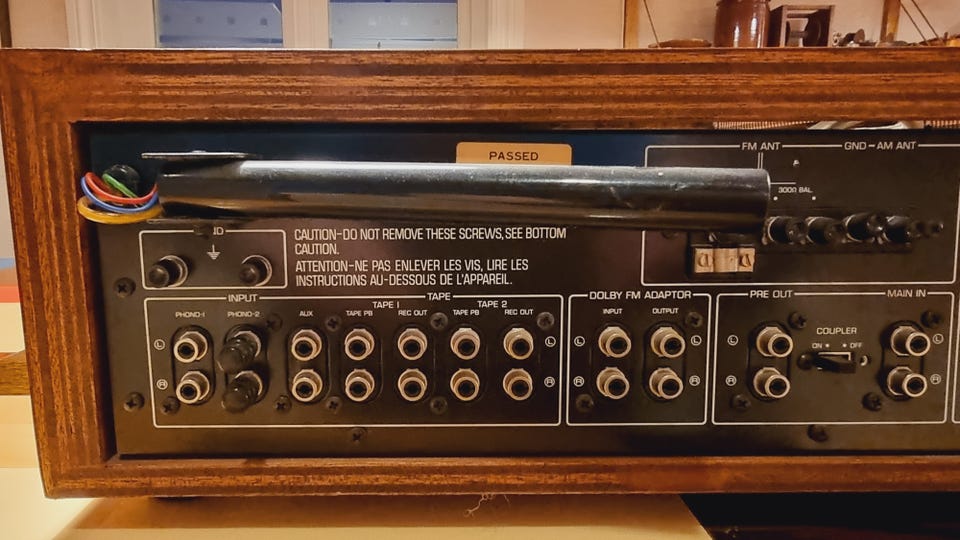 PASSED
FM ANT
GND-AM ANT
300Ω BAL
CAUTION-DO NOT REMOVE THESE SCREWS, SEE BOTTOM
CAUTION.
ATTENTION-NE PAS ENLEVER LES VIS, LIRE LES
INSTRUCTIONS AU-DESSOUS DE L'APPAREIL.
INPUT
TAPE
TAPE 1
TAPE 2
PHONO-1
PHONO-2
AUX
TAPE PB
REC OUT
TAPE PB
REC OUT
L
L
R
R
DOLBY FM ADAPTOR
INPUT
OUTPUT
L
L
R
R
PRE OUT
MAIN IN
COUPLER
ON
OFF
L
L
R
R